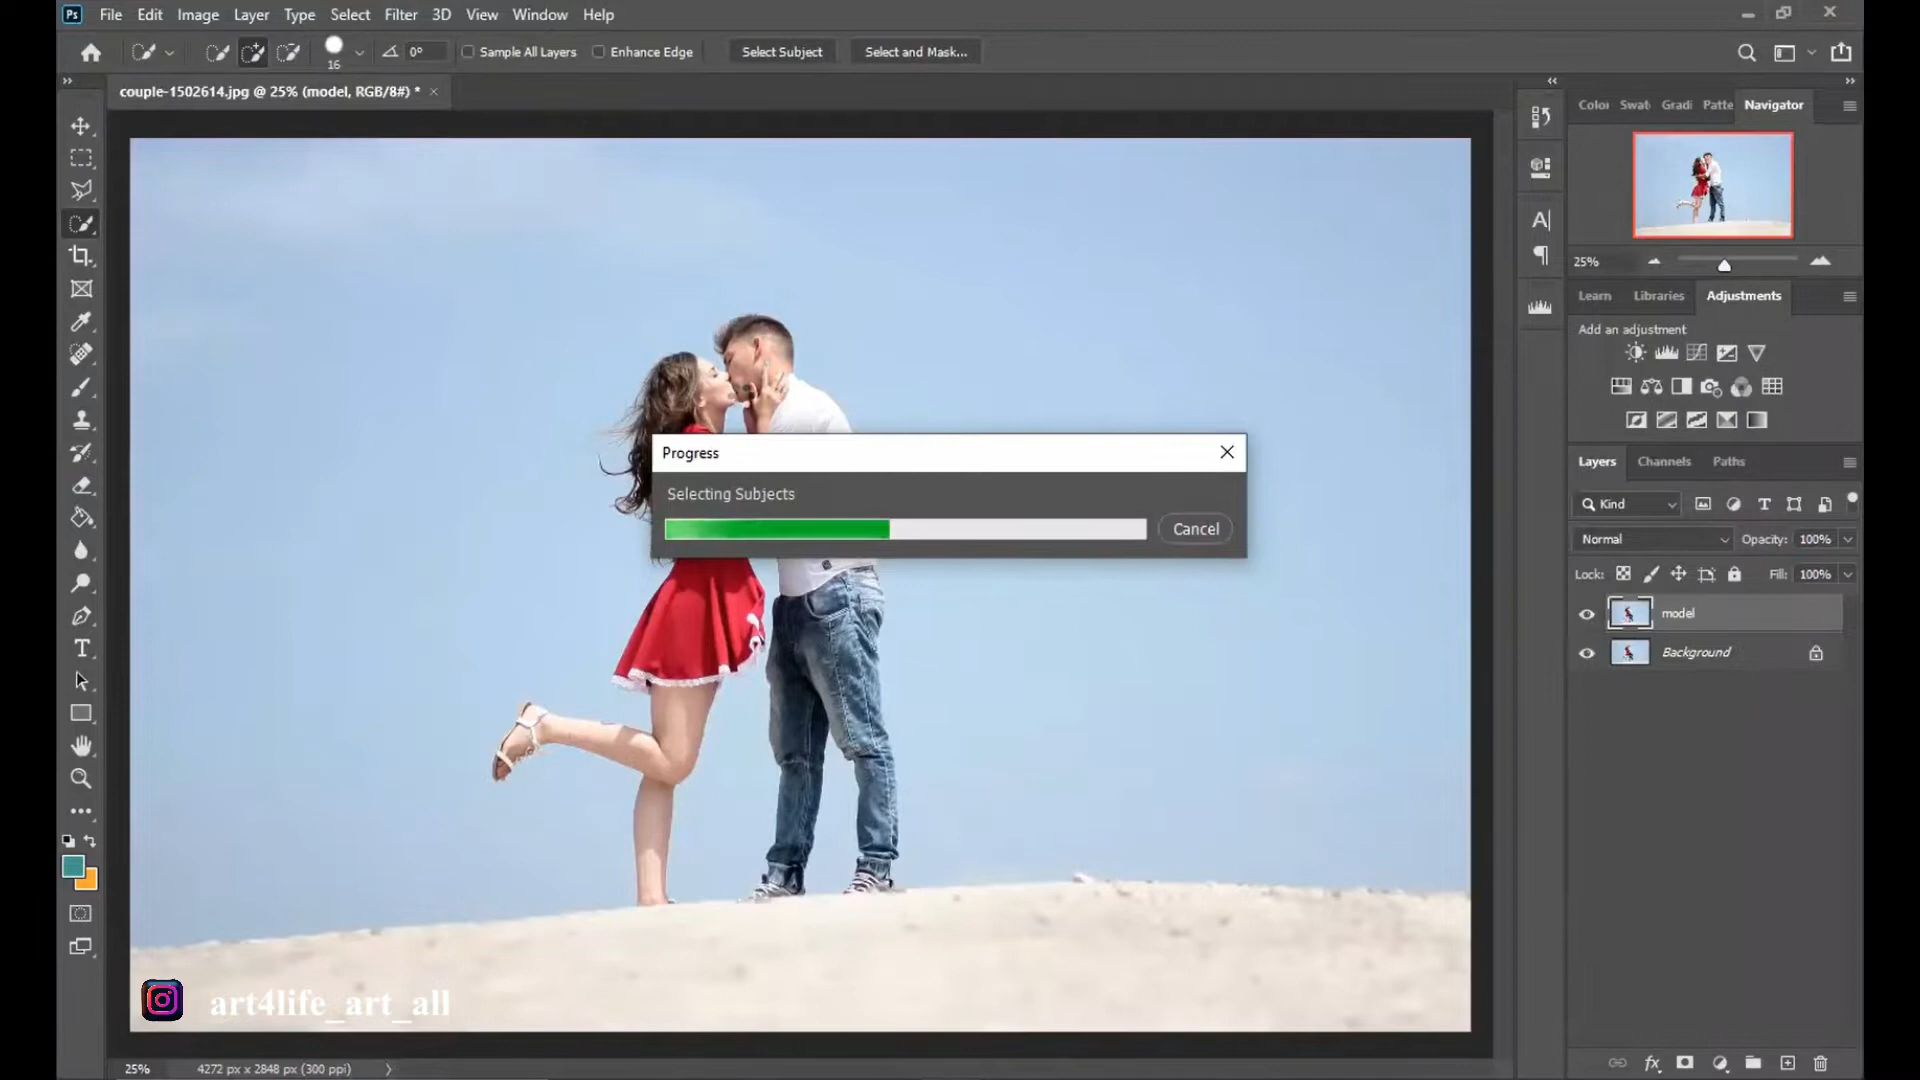 Ps File Edit Image Layer Type Select Filter 3D View Window Help
16 0° Sample All Layers Enhance Edge Select Subject Select and Mask...
couple-1502614.jpg @ 25% (model, RGB/8#) *
Color Swat Gradi Patte Navigator
25%
Learn Libraries Adjustments
Add an adjustment
Progress
Selecting Subjects
Cancel
Layers Channels Paths
Kind
Normal Opacity: 100%
Lock: Fill: 100%
model
Background
art4life_art_all
25% 4272 px x 2848 px (300 ppi)